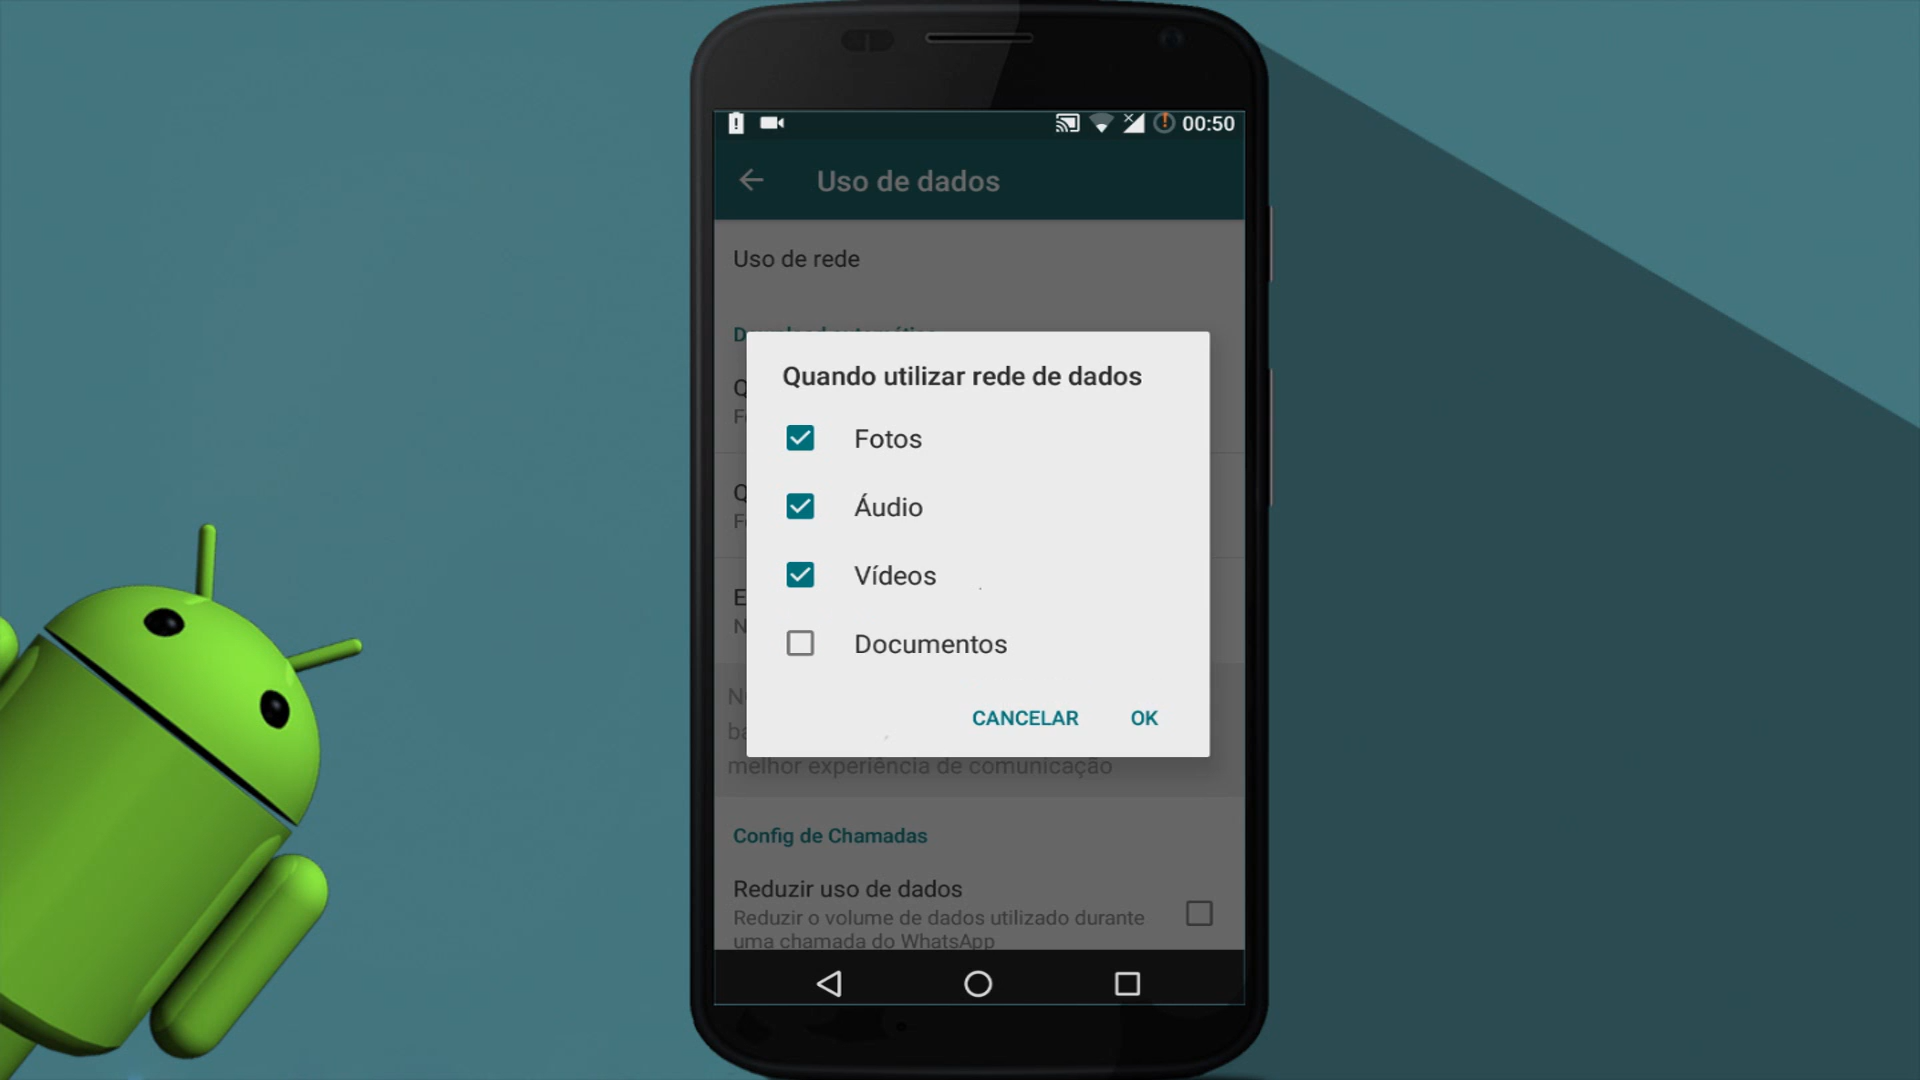 00:50
Uso de dados
Uso de rede
Quando utilizar rede de dados
Fotos
Áudio
Vídeos
Documentos
CANCELAR OK
melhor experiência de comunicação
Config de Chamadas
Reduzir uso de dados
Reduzir o volume de dados utilizado durante
uma chamada do WhatsApp